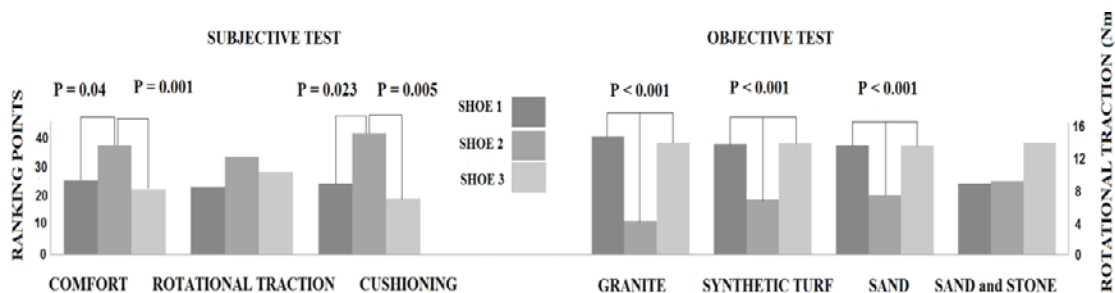 SUBJECTIVE TEST
OBJECTIVE TEST
RANKING POINTS
40
30
20
10
0
P = 0.04
P = 0.001
P = 0.023
P = 0.005
COMFORT
ROTATIONAL TRACTION
CUSHIONING
SHOE 1
SHOE 2
SHOE 3
P < 0.001
P < 0.001
P < 0.001
GRANITE
SYNTHETIC TURF
SAND
SAND and STONE
16
12
8
4
0
ROTATIONAL TRACTION (Nm